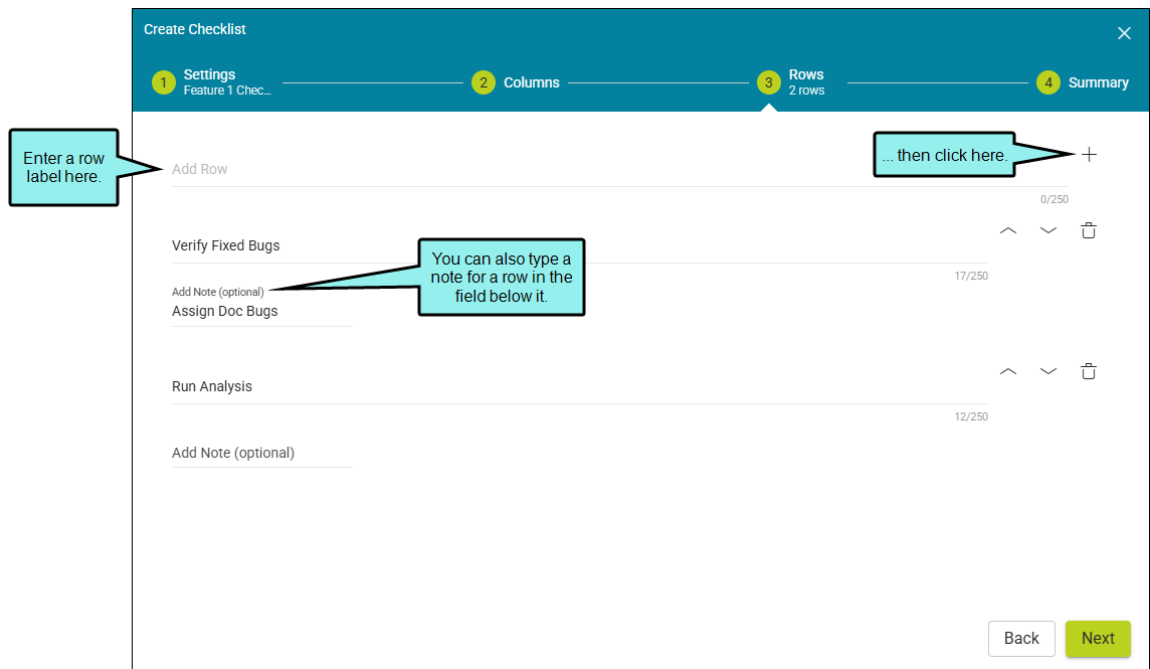 Create Checklist
1 Settings
Feature 1 Chec...
2 Columns
3 Rows
2 rows
4 Summary
Enter a row
label here.
Add Row
... then click here.
0/250
Verify Fixed Bugs
17/250
You can also type a
note for a row in the
field below it.
Add Note (optional)
Assign Doc Bugs
Run Analysis
12/250
Add Note (optional)
Back
Next